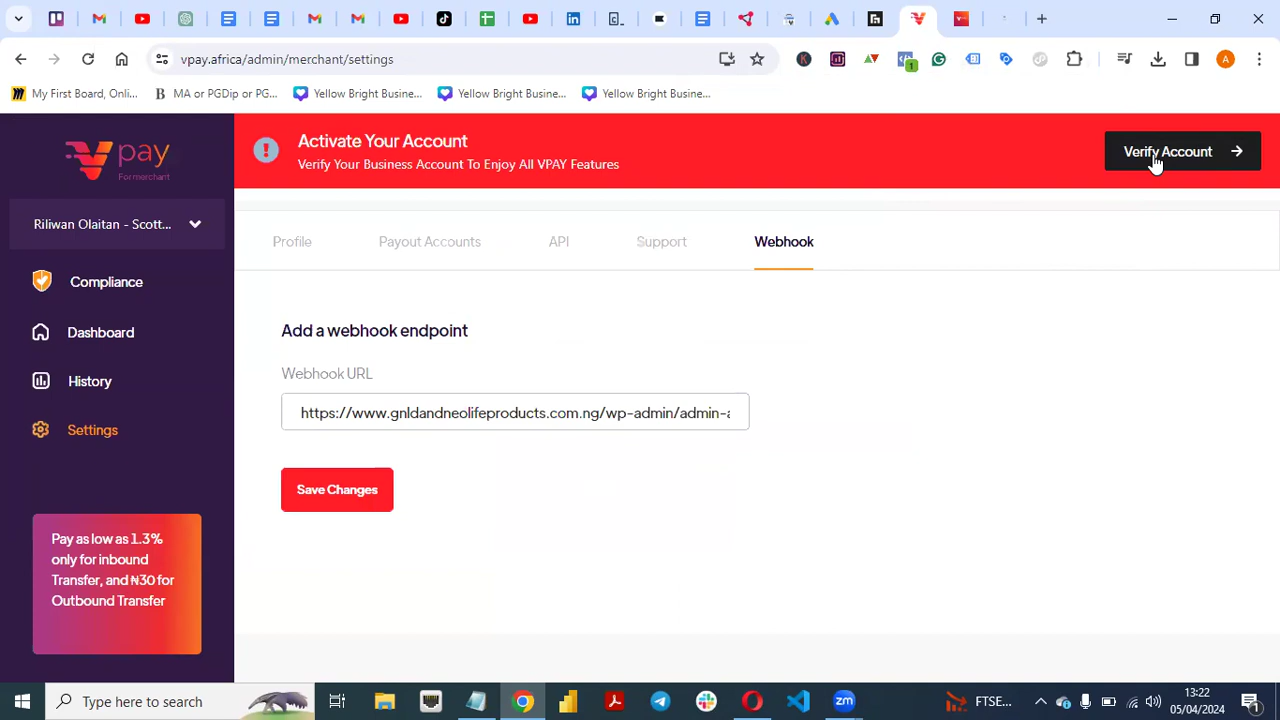 vpay.africa/admin/merchant/settings
1
A
My First Board, Onli...
B MA or PGDip or PG...
Yellow Bright Busine...
Yellow Bright Busine...
Yellow Bright Busine...
Vpay
Formerchant
Activate Your Account
Verify Your Business Account To Enjoy All VPAY Features
Verify Account
Riliwan Olaitan - Scott...
Profile
Payout Accounts
API
Support
Webhook
Compliance
Dashboard
History
Settings
Add a webhook endpoint
Webhook URL
https://www.gnldandneolifeproducts.com.ng/wp-admin/admin-a
Save Changes
Pay as low as 1.3%
only for inbound
Transfer, and ₦30 for
Outbound Transfer
Type here to search
FTSE...
13:22
05/04/2024
1